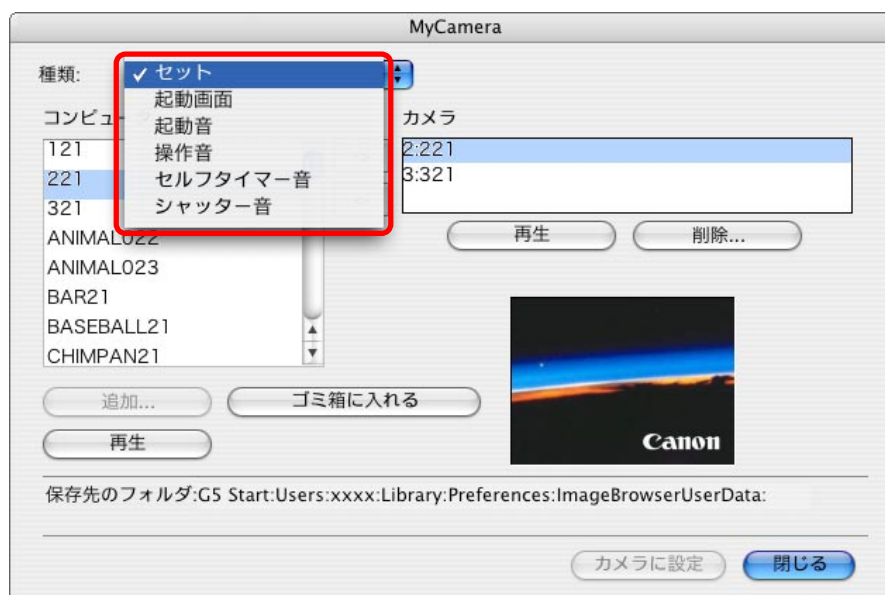 MyCamera
種類:
✓ セット
起動画面
起動音
操作音
セルフタイマー音
シャッター音
コンピュータ
121
221
321
ANIMAL022
ANIMAL023
BAR21
BASEBALL21
CHIMPAN21
追加...
ゴミ箱に入れる
再生
カメラ
2:221
3:321
再生
削除...
Canon
保存先のフォルダ:G5 Start:Users:xxxx:Library:Preferences:ImageBrowserUserData:
カメラに設定
閉じる